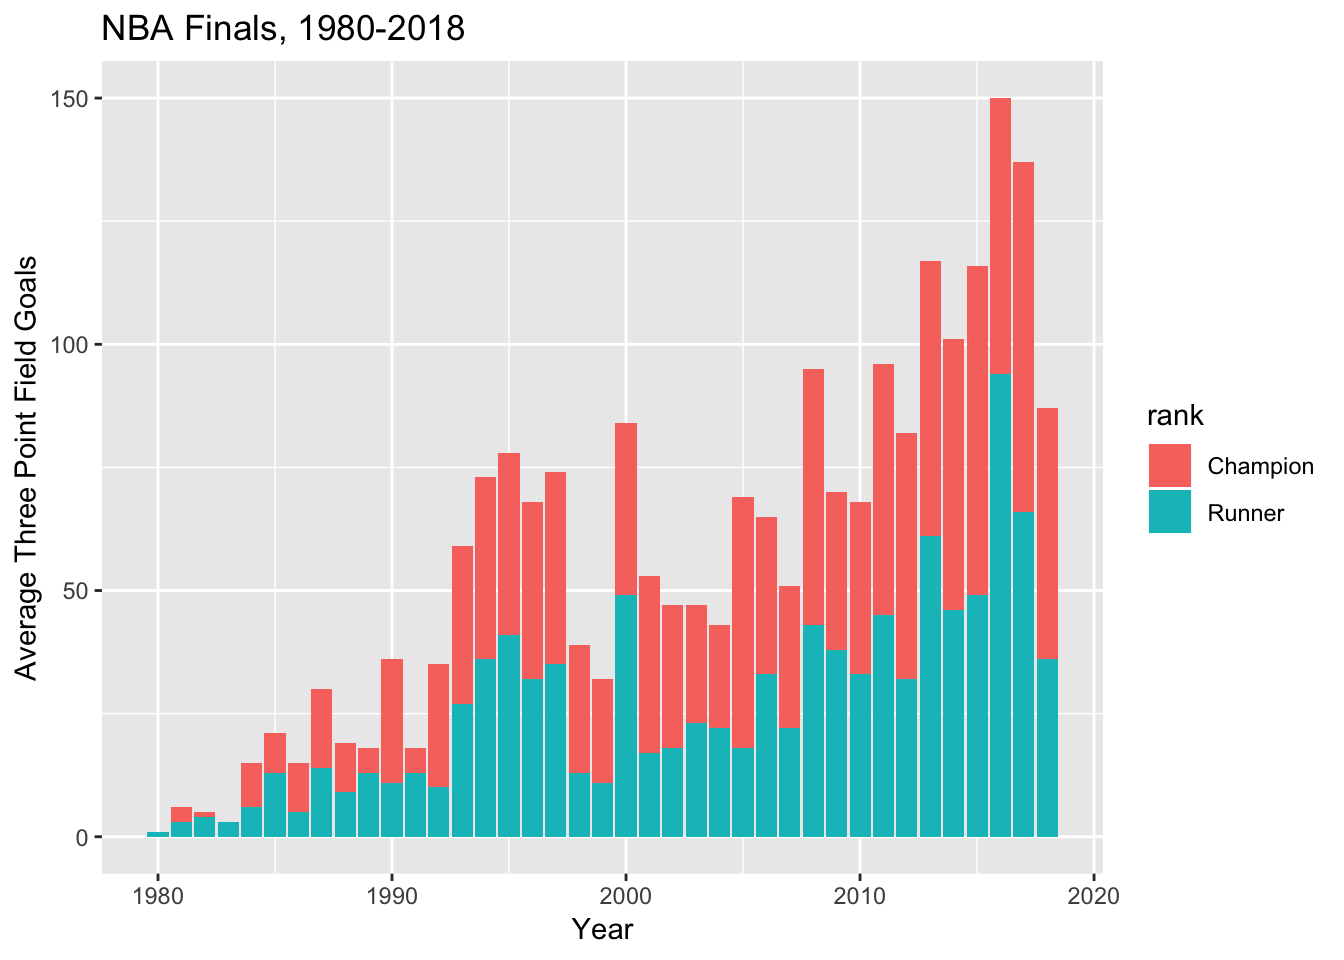 NBA Finals, 1980-2018
150
100
50
0
Average Three Point Field Goals
1980
1990
2000
2010
2020
Year
rank
Champion
Runner